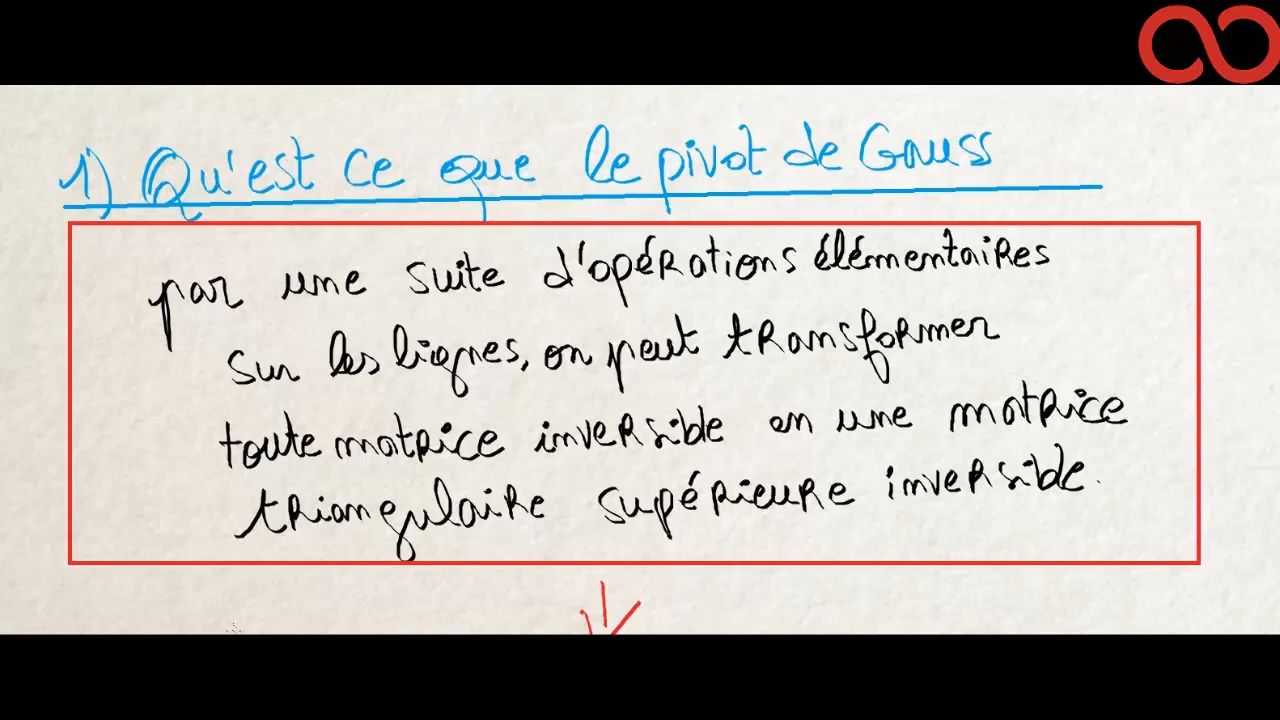 1) Qu'est ce que le pivot de Gauss
par une suite d'opérations élémentaires
sur les lignes, on peut transformer
toute matrice inversible en une matrice
triangulaire supérieure inversible.